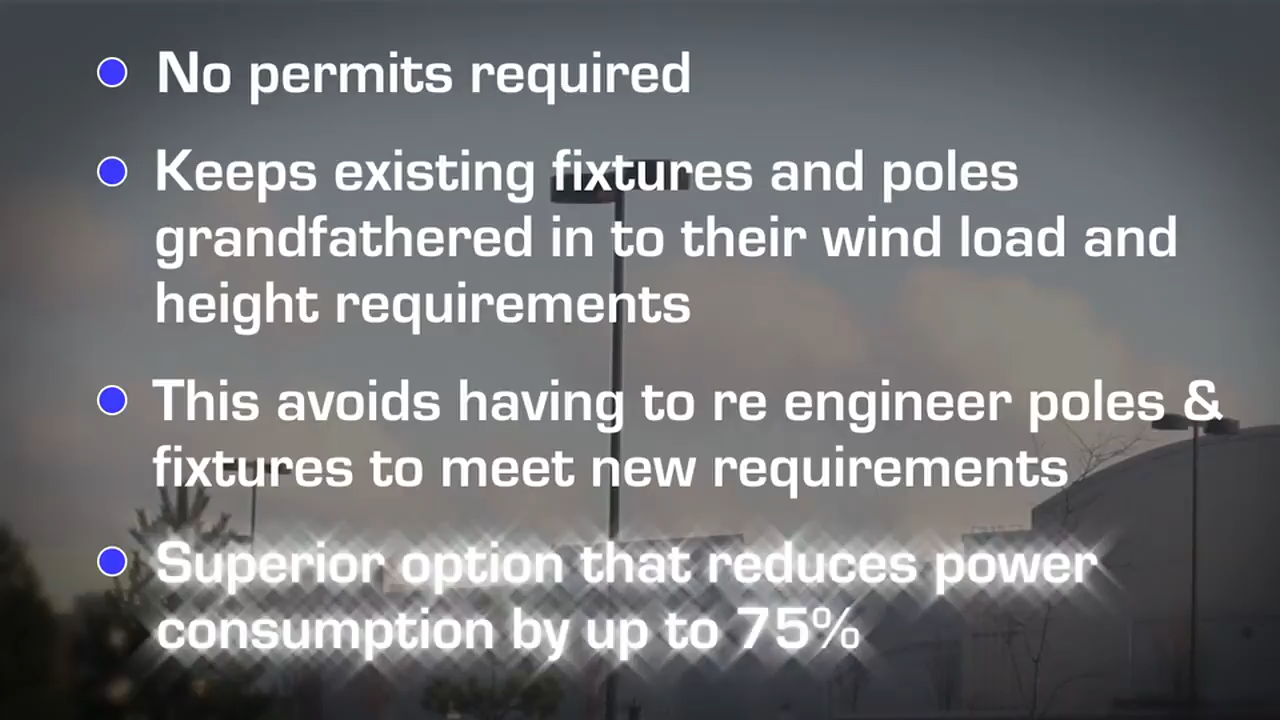 No permits required
Keeps existing fixtures and poles
grandfathered in to their wind load and
height requirements
This avoids having to re engineer poles &
fixtures to meet new requirements
Superior option that reduces power
consumption by up to 75%